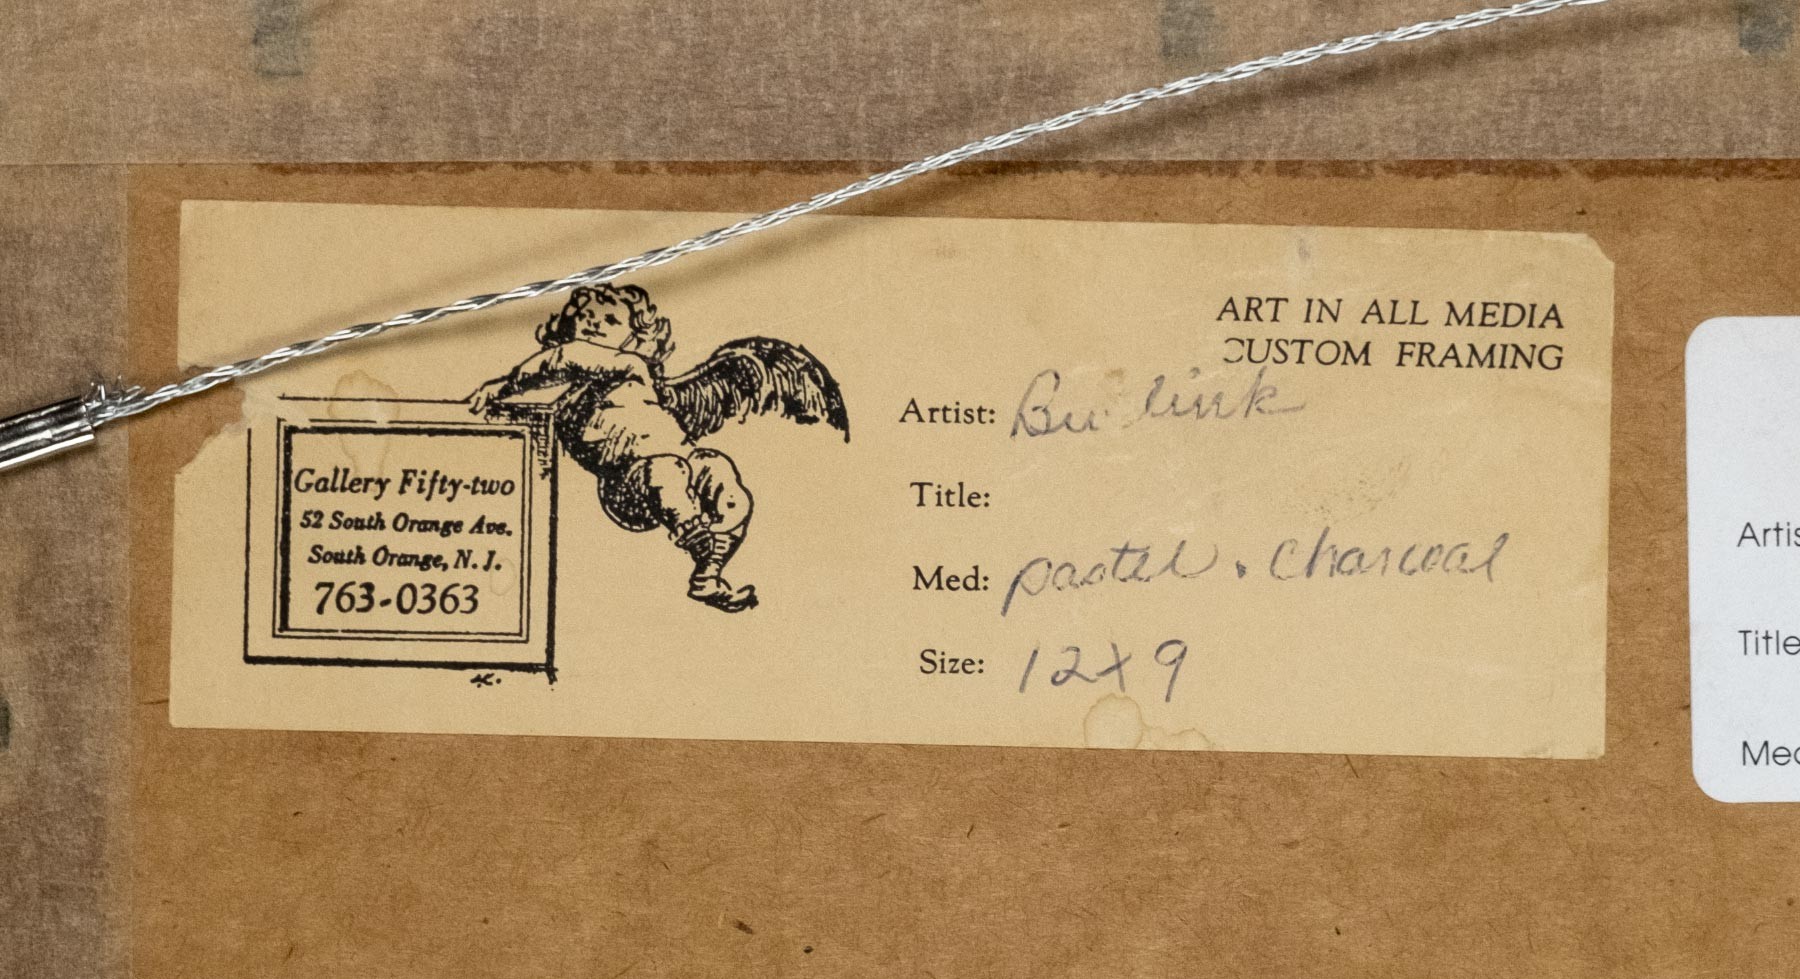 ART IN ALL MEDIA
CUSTOM FRAMING
Gallery Fifty-two
52 South Orange Ave.
South Orange, N. J.
763-0363
Artist:
Title:
Med: pastel. Charcoal
Size: 12x9
Artis
Title
Med